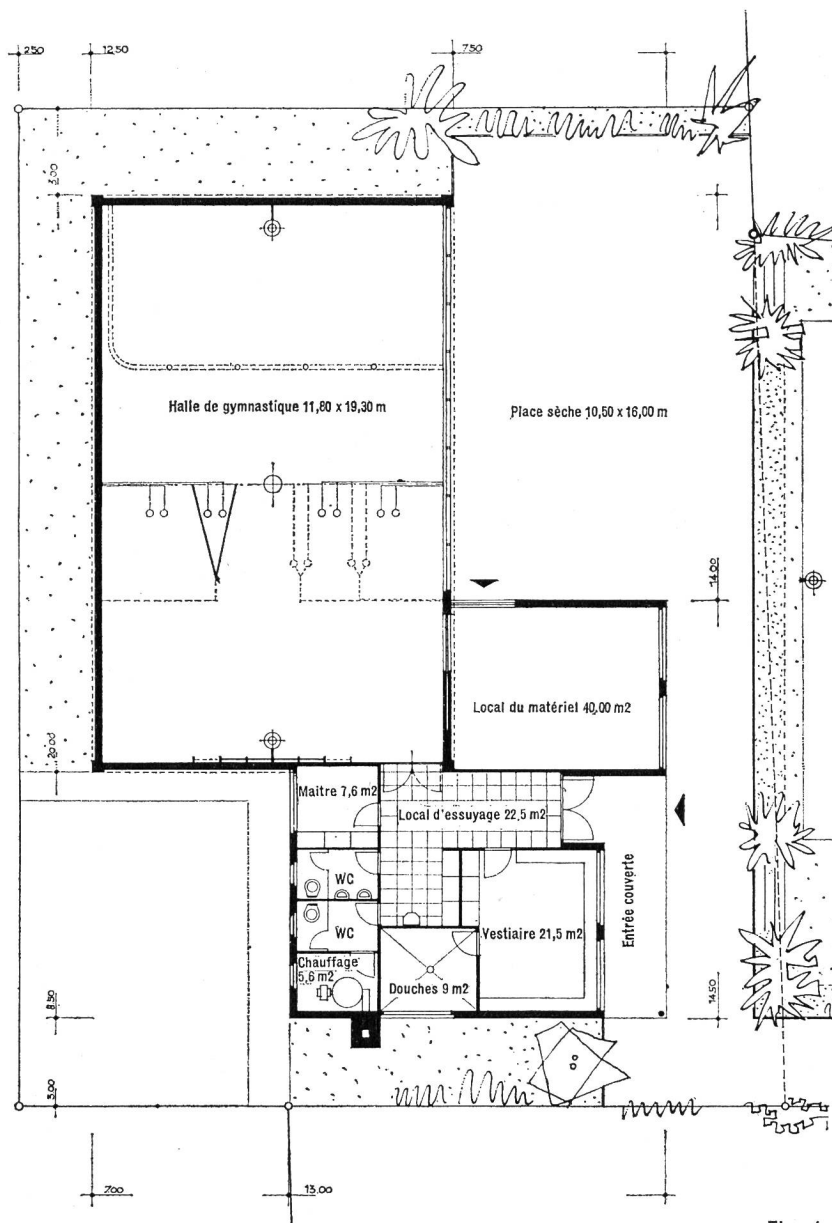 250
12.50
7.50
3.00
Halle de gymnastique 11,80 x 19,30 m
Place sèche 10,50 x 16,00 m
14.00
Local du matériel 40,00 m2
20.00
Maitre 7,6 m2
Local d'essuyage 22,5 m2
WC
Entrée couverte
WC
Vestiaire 21,5 m2
Chauffage
5,6 m2
Douches 9 m2
8.50
14.50
3.00
7.00
13.00